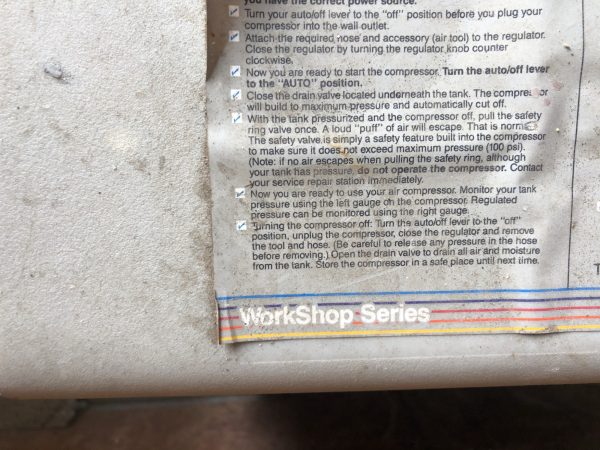 you have the correct power source.
Turn your auto/off lever to the "off" position before you plug your
compressor into the wall outlet.
Attach the required hose and accessory (air tool) to the regulator.
Close the regulator by turning the regulator knob counter
clockwise.
Now you are ready to start the compressor. Turn the auto/off lever
to the "AUTO" position.
Close the drain valve located underneath the tank. The compressor
will build to maximum pressure and automatically cut off.
With the tank pressurized and the compressor off, pull the safety
ring valve once. A loud "puff" of air will escape. That is normal.
The safety valve is simply a safety feature built into the compressor
to make sure it does not exceed maximum pressure (100 psi).
(Note: if no air escapes when pulling the safety ring, although
your tank has pressure, do not operate the compressor. Contact
your service repair station immediately.
Now you are ready to use your air compressor. Monitor your tank
pressure using the left gauge on the compressor. Regulated
pressure can be monitored using the right gauge.
Turning the compressor off: Turn the auto/off lever to the "off"
position, unplug the compressor, close the regulator and remove
the tool and hose. (Be careful to release any pressure in the hose
before removing.) Open the drain valve to drain all air and moisture
from the tank. Store the compressor in a safe place until next time.
T
WorkShop Series